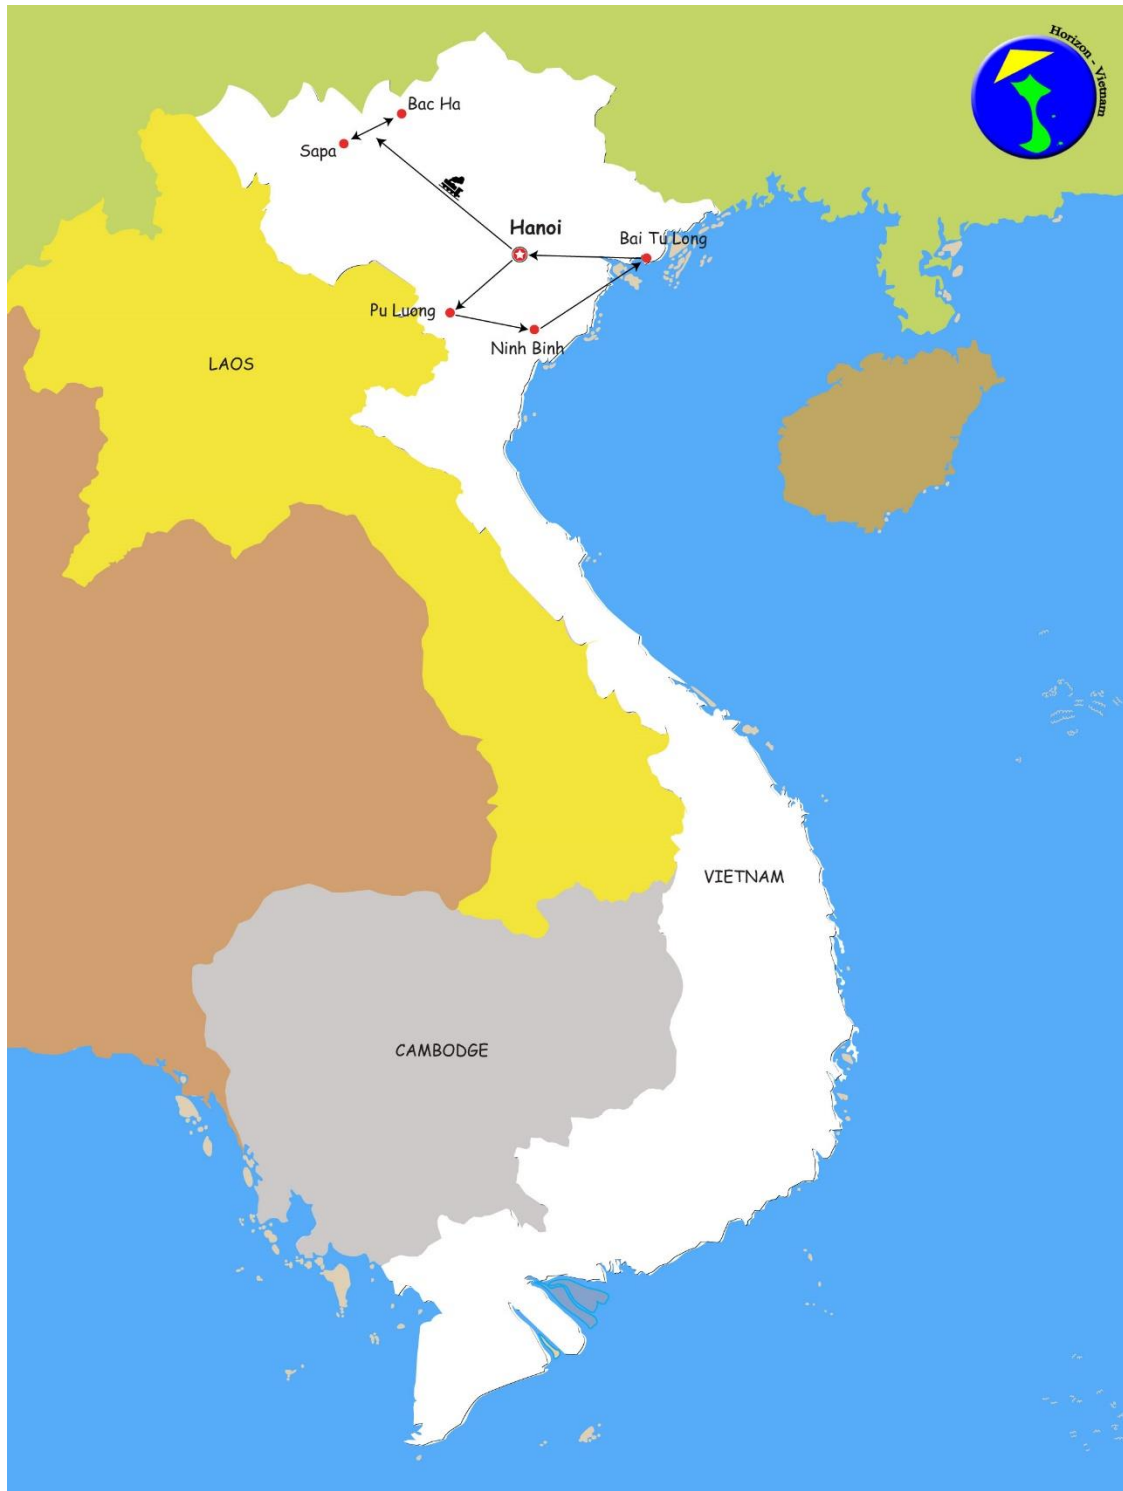 Horizon - Vietnam
Bac Ha
Sapa
Hanoi
Bai Tu Long
Pu Luong
Ninh Binh
LAOS
VIETNAM
CAMBODGE